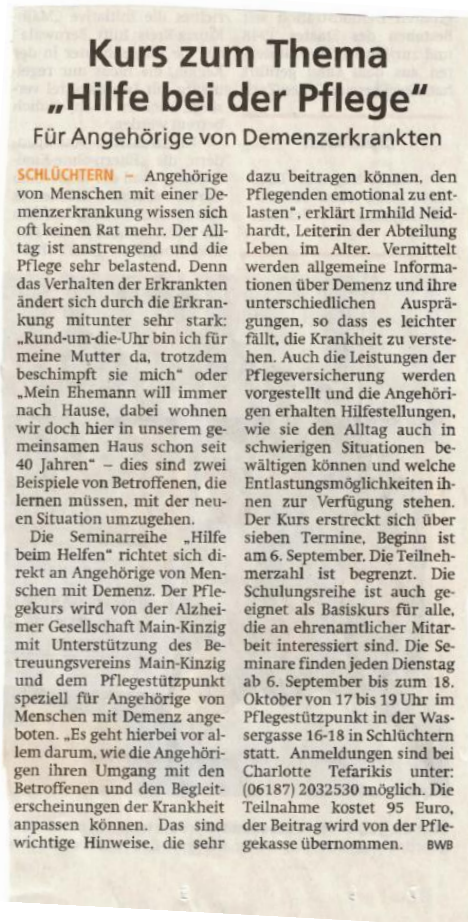 Kurs zum Thema
„Hilfe bei der Pflege“
Für Angehörige von Demenzerkrankten
SCHLÜCHTERN – Angehörige
von Menschen mit einer De-
menzerkrankung wissen sich
oft keinen Rat mehr. Der All-
tag ist anstrengend und die
Pflege sehr belastend. Denn
das Verhalten der Erkrankten
ändert sich durch die Erkran-
kung mitunter sehr stark:
„Rund-um-die-Uhr bin ich für
meine Mutter da, trotzdem
beschimpft sie mich“ oder
„Mein Ehemann will immer
nach Hause, dabei wohnen
wir doch hier in unserem ge-
meinsamen Haus schon seit
40 Jahren“ – dies sind zwei
Beispiele von Betroffenen, die
lernen müssen, mit der neu-
en Situation umzugehen.
Die Seminarreihe „Hilfe
beim Helfen“ richtet sich di-
rekt an Angehörige von Men-
schen mit Demenz. Der Pfle-
gekurs wird von der Alzhei-
mer Gesellschaft Main-Kinzig
mit Unterstützung des Be-
treuungsvereins Main-Kinzig
und dem Pflegestützpunkt
speziell für Angehörige von
Menschen mit Demenz ange-
boten. „Es geht hierbei vor al-
lem darum, wie die Angehöri-
gen ihren Umgang mit den
Betroffenen und den Begleit-
erscheinungen der Krankheit
anpassen können. Das sind
wichtige Hinweise, die sehr
dazu beitragen können, den
Pflegenden emotional zu ent-
lasten“, erklärt Irmhild Neid-
hardt, Leiterin der Abteilung
Leben im Alter. Vermittelt
werden allgemeine Informa-
tionen über Demenz und ihre
unterschiedlichen Ausprä-
gungen, so dass es leichter
fällt, die Krankheit zu verste-
hen. Auch die Leistungen der
Pflegeversicherung werden
vorgestellt und die Angehöri-
gen erhalten Hilfestellungen,
wie sie den Alltag auch in
schwierigen Situationen be-
wältigen können und welche
Entlastungsmöglichkeiten ih-
nen zur Verfügung stehen.
Der Kurs erstreckt sich über
sieben Termine, Beginn ist
am 6. September. Die Teilneh-
merzahl ist begrenzt. Die
Schulungsreihe ist auch ge-
eignet als Basiskurs für alle,
die an ehrenamtlicher Mitar-
beit interessiert sind. Die Se-
minare finden jeden Dienstag
ab 6. September bis zum 18.
Oktober von 17 bis 19 Uhr im
Pflegestützpunkt in der Was-
sergasse 16-18 in Schlüchtern
statt. Anmeldungen sind bei
Charlotte Tefarikis unter:
(06187) 2032530 möglich. Die
Teilnahme kostet 95 Euro,
der Beitrag wird von der Pfle-
gekasse übernommen. BWB